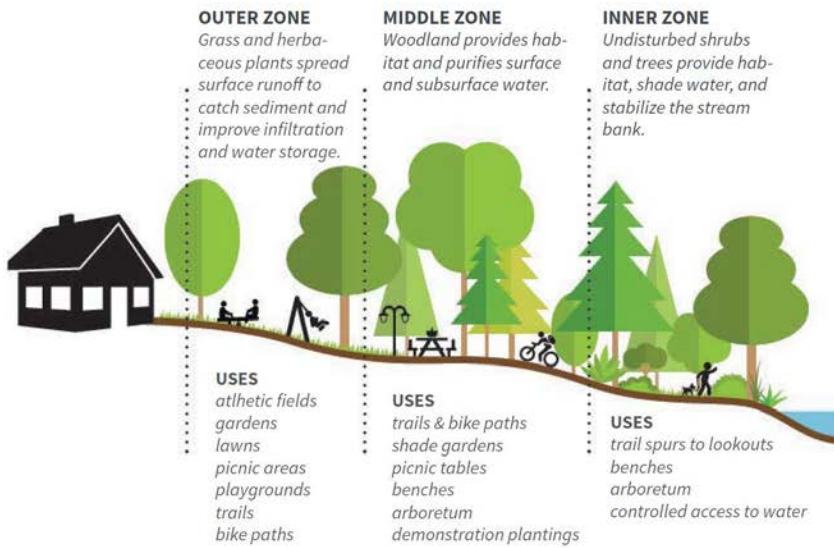 OUTER ZONE
Grass and herba-
ceous plants spread
surface runoff to
catch sediment and
improve infiltration
and water storage.
MIDDLE ZONE
Woodland provides hab-
itat and purifies surface
and subsurface water.
INNER ZONE
Undisturbed shrubs
and trees provide hab-
itat, shade water, and
stabilize the stream
bank.
USES
atlhetic fields
gardens
lawns
picnic areas
playgrounds
trails
bike paths
USES
trails & bike paths
shade gardens
picnic tables
benches
arboretum
demonstration plantings
USES
trail spurs to lookouts
benches
arboretum
controlled access to water